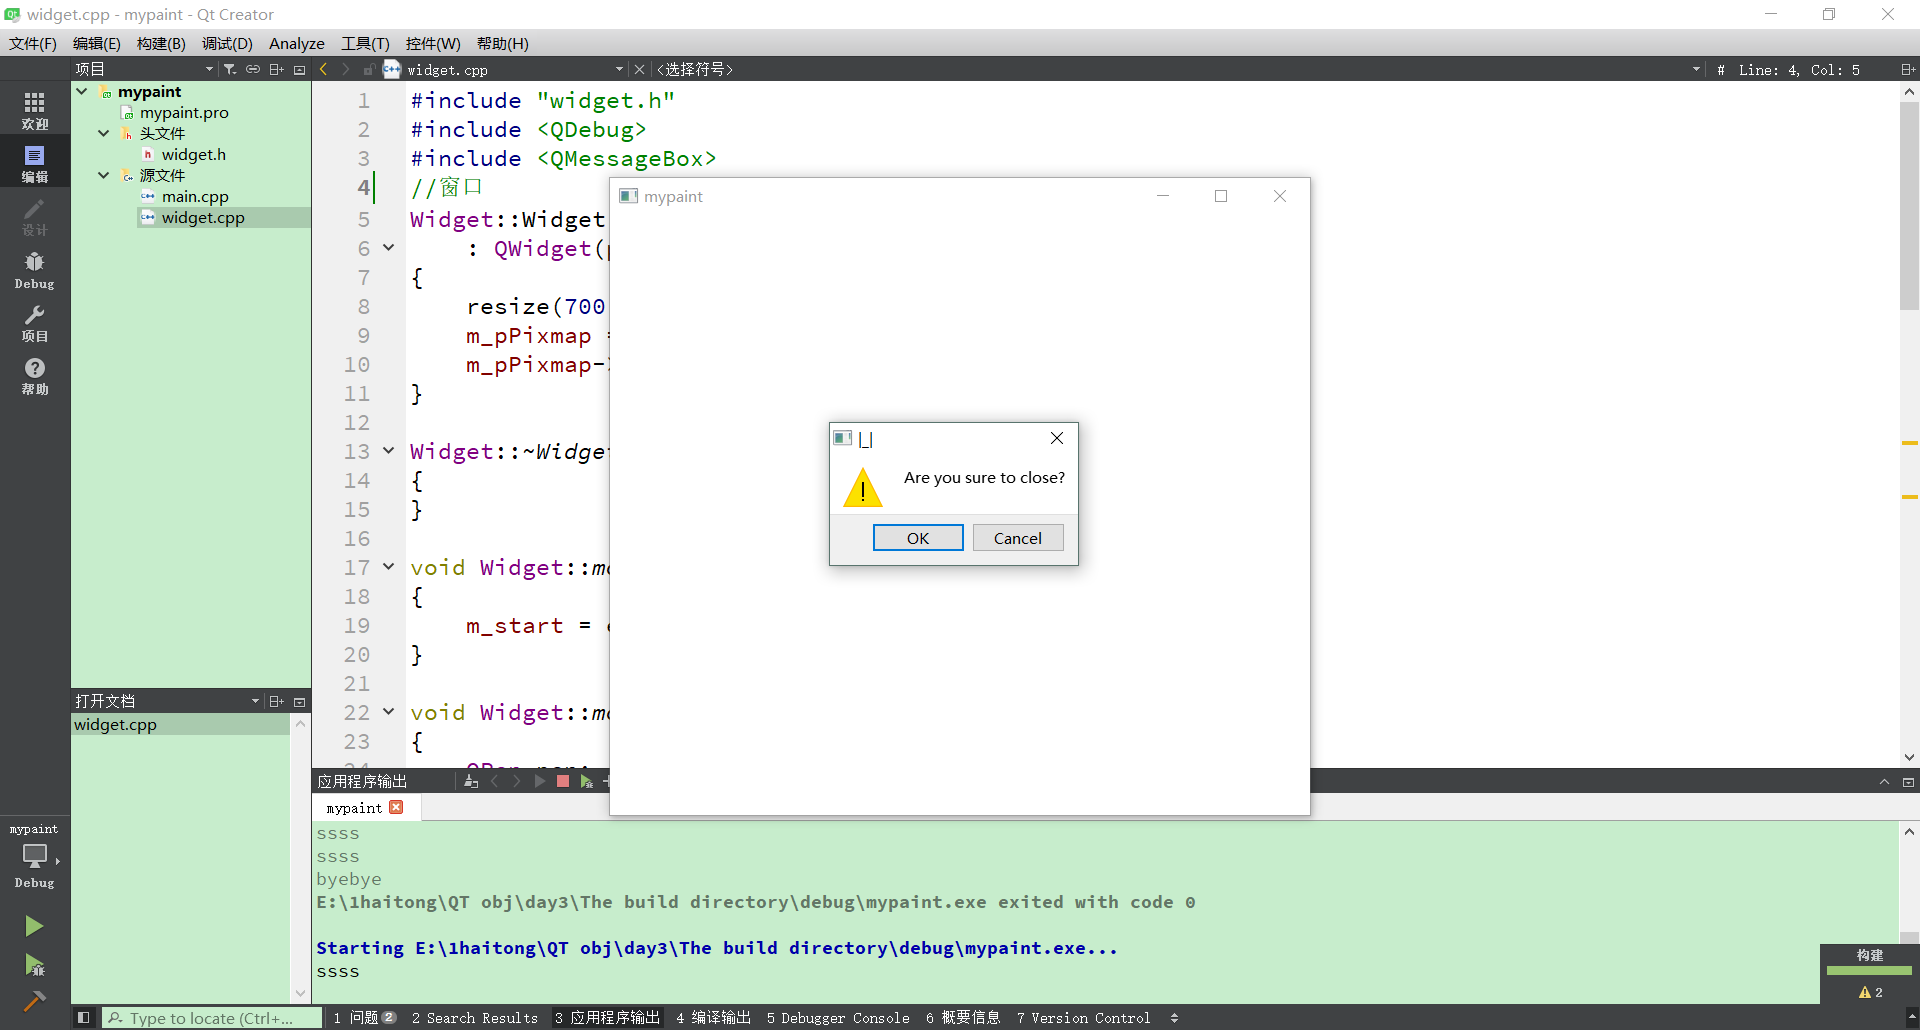 widget.cpp - mypaint - Qt Creator
文件(F) 编辑(E) 构建(B) 调试(D) Analyze 工具(T) 控件(W) 帮助(H)
项目
widget.cpp
<选择符号>
# Line: 4, Col: 5
欢迎
编辑
设计
Debug
项目
帮助
mypaint
mypaint.pro
头文件
widget.h
源文件
main.cpp
widget.cpp
1 #include "widget.h"
2 #include <QDebug>
3 #include <QMessageBox>
4 //窗口
5 Widget::Widget
6 : QWidget(
7 {
8 resize(700
9 m_pPixmap
10 m_pPixmap-
11 }
12
13 Widget::~Widge
14 {
15 }
16
17 void Widget::m
18 {
19 m_start =
20 }
21
22 void Widget::m
23 {
mypaint
|_|
Are you sure to close?
OK
Cancel
打开文档
widget.cpp
应用程序输出
mypaint
ssss
ssss
byebye
E:\1haitong\QT obj\day3\The build directory\debug\mypaint.exe exited with code 0
Starting E:\1haitong\QT obj\day3\The build directory\debug\mypaint.exe...
ssss
mypaint
Debug
构建
2
Type to locate (Ctrl+...
1 问题 2 2 Search Results 3 应用程序输出 4 编译输出 5 Debugger Console 6 概要信息 7 Version Control